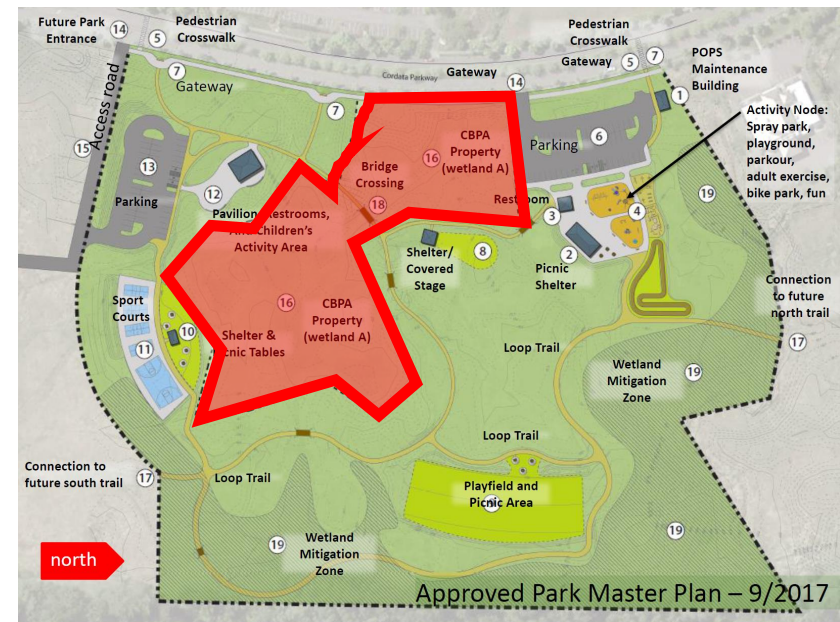 Future Park
Entrance
14
5
Pedestrian
Crosswalk
7
Gateway
Access road
15
13
Parking
12
Pavilion, Restrooms,
And Children's
Activity Area
7
Cordata Parkway
Gateway
14
Pedestrian
Crosswalk
Gateway
5
7
POPS
Maintenance
Building
1
Activity Node:
Spray park,
playground,
parkour,
adult exercise,
bike park, fun
Parking
6
CBPA
Property
(wetland A)
16
Bridge
Crossing
18
Restroom
3
4
2
Picnic
Shelter
Shelter/
Covered
Stage
8
19
Connection
to future
north trail
17
Sport
Courts
10
11
16
CBPA
Property
(wetland A)
Shelter &
cnic Tables
Loop Trail
Wetland
Mitigation
Zone
19
Loop Trail
Connection to
future south trail
17
Loop Trail
Playfield and
Picnic Area
19
Wetland
Mitigation
Zone
19
north
Approved Park Master Plan – 9/2017